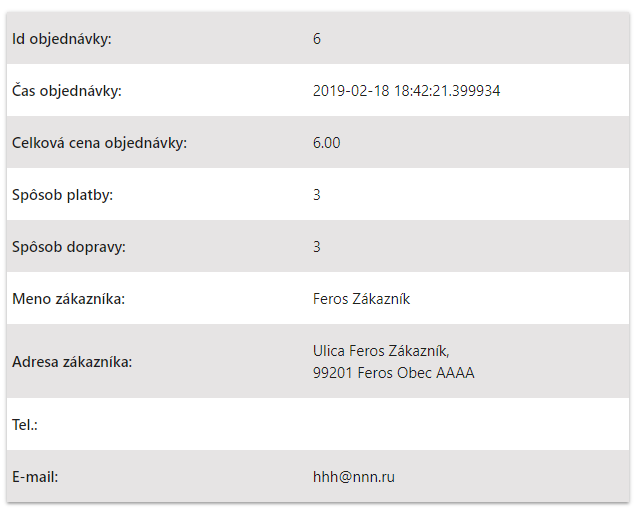 Id objednávky: 6
Čas objednávky: 2019-02-18 18:42:21.399934
Celková cena objednávky: 6.00
Spôsob platby: 3
Spôsob dopravy: 3
Meno zákazníka: Feros Zákazník
Adresa zákazníka: Ulica Feros Zákazník,
99201 Feros Obec AAAA
Tel.:
E-mail: hhh@nnn.ru